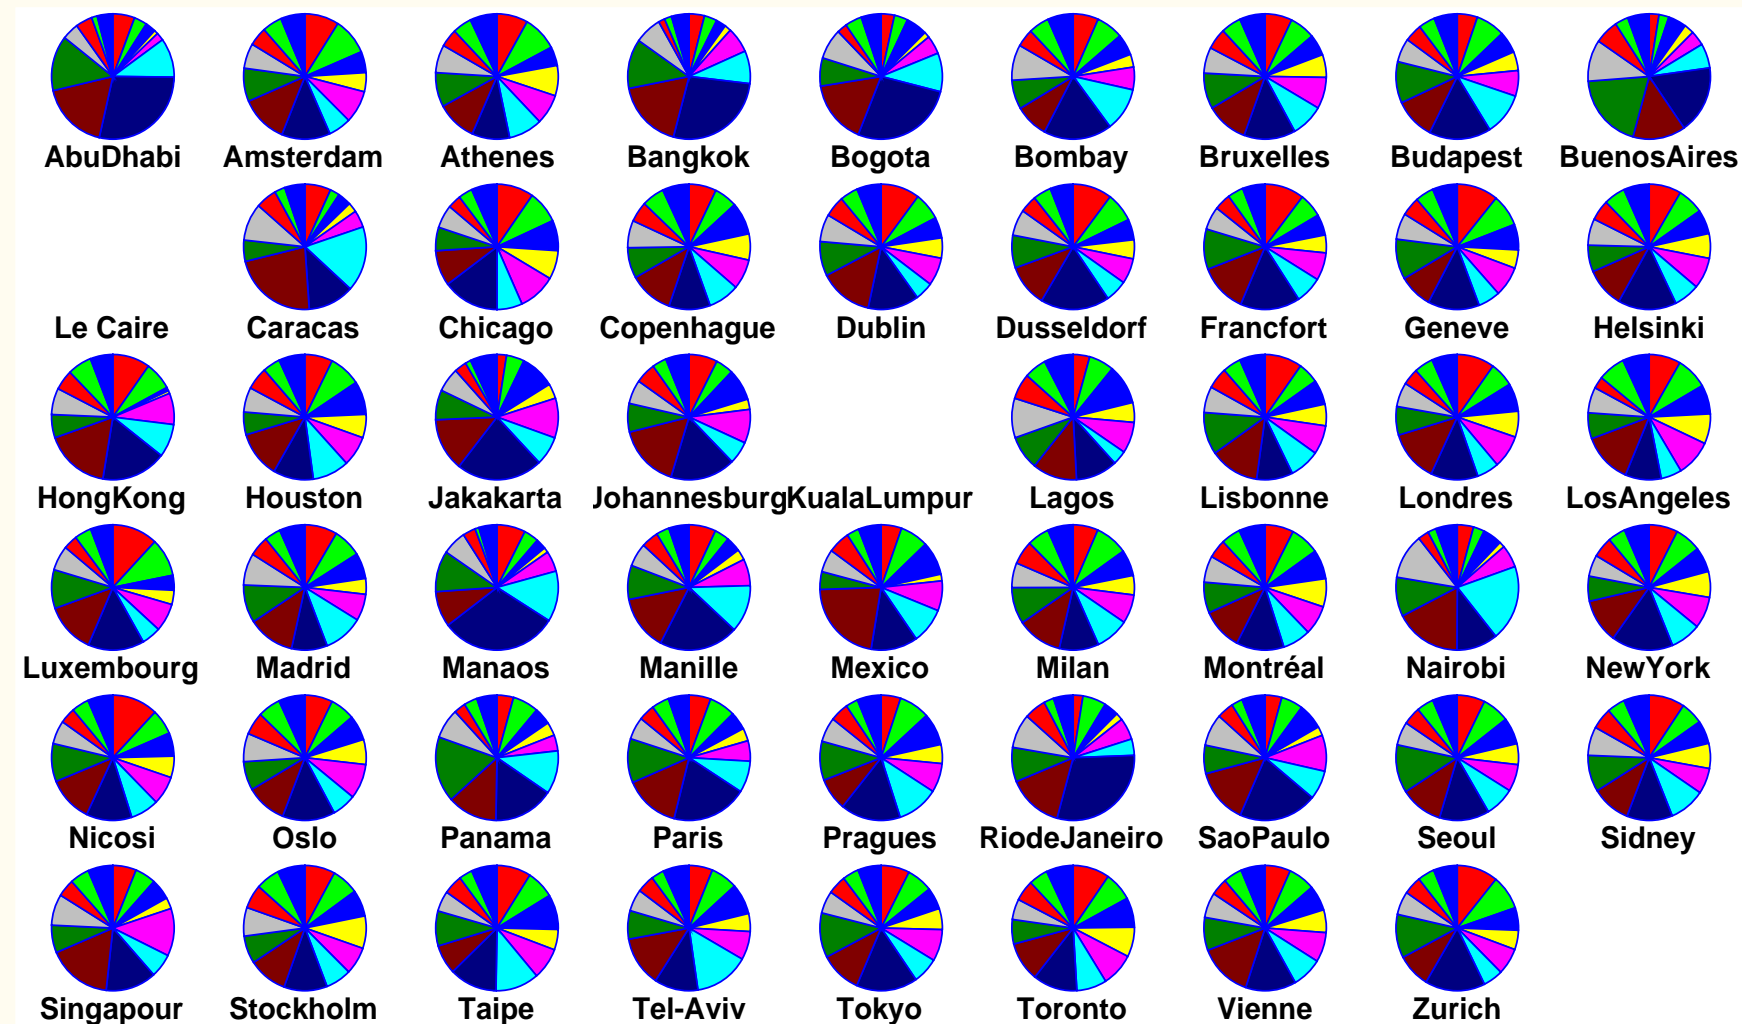 AbuDhabi Amsterdam Athenes Bangkok Bogota Bombay Bruxelles Budapest BuenosAires
Le Caire Caracas Chicago Copenhague Dublin Dusseldorf Francfort Geneve Helsinki
HongKong Houston Jakakarta Johannesburg KualaLumpur Lagos Lisbonne Londres LosAngeles
Luxembourg Madrid Manaos Manille Mexico Milan Montréal Nairobi NewYork
Nicosi Oslo Panama Paris Pragues RiodeJaneiro SaoPaulo Seoul Sidney
Singapour Stockholm Taipe Tel-Aviv Tokyo Toronto Vienne Zurich